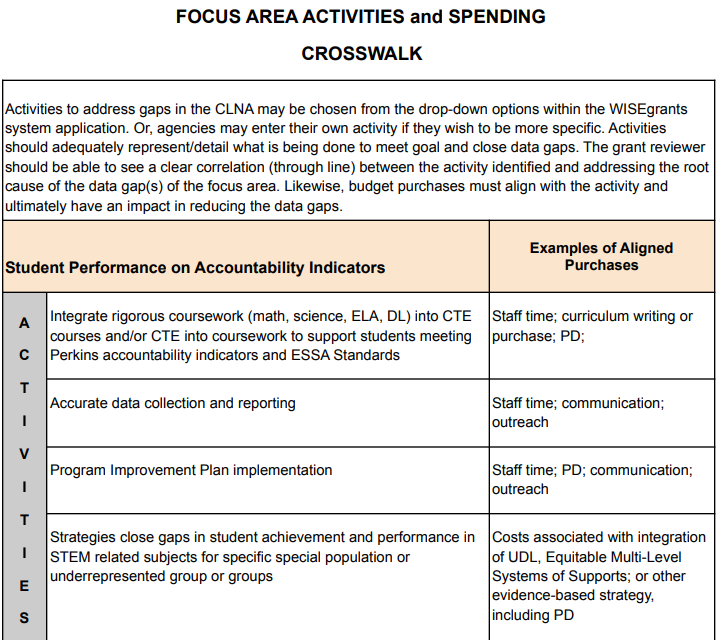 FOCUS AREA ACTIVITIES and SPENDING
CROSSWALK
Activities to address gaps in the CLNA may be chosen from the drop-down options within the WISEgrants
system application. Or, agencies may enter their own activity if they wish to be more specific. Activities
should adequately represent/detail what is being done to meet goal and close data gaps. The grant reviewer
should be able to see a clear correlation (through line) between the activity identified and addressing the root
cause of the data gap(s) of the focus area. Likewise, budget purchases must align with the activity and
ultimately have an impact in reducing the data gaps.
Student Performance on Accountability Indicators
Examples of Aligned
Purchases
A
C
T
I
V
I
T
I
E
S
Integrate rigorous coursework (math, science, ELA, DL) into CTE
courses and/or CTE into coursework to support students meeting
Perkins accountability indicators and ESSA Standards
Staff time; curriculum writing or
purchase; PD;
Accurate data collection and reporting
Staff time; communication;
outreach
Program Improvement Plan implementation
Staff time; PD; communication;
outreach
Strategies close gaps in student achievement and performance in
STEM related subjects for specific special population or
underrepresented group or groups
Costs associated with integration
of UDL, Equitable Multi-Level
Systems of Supports; or other
evidence-based strategy,
including PD